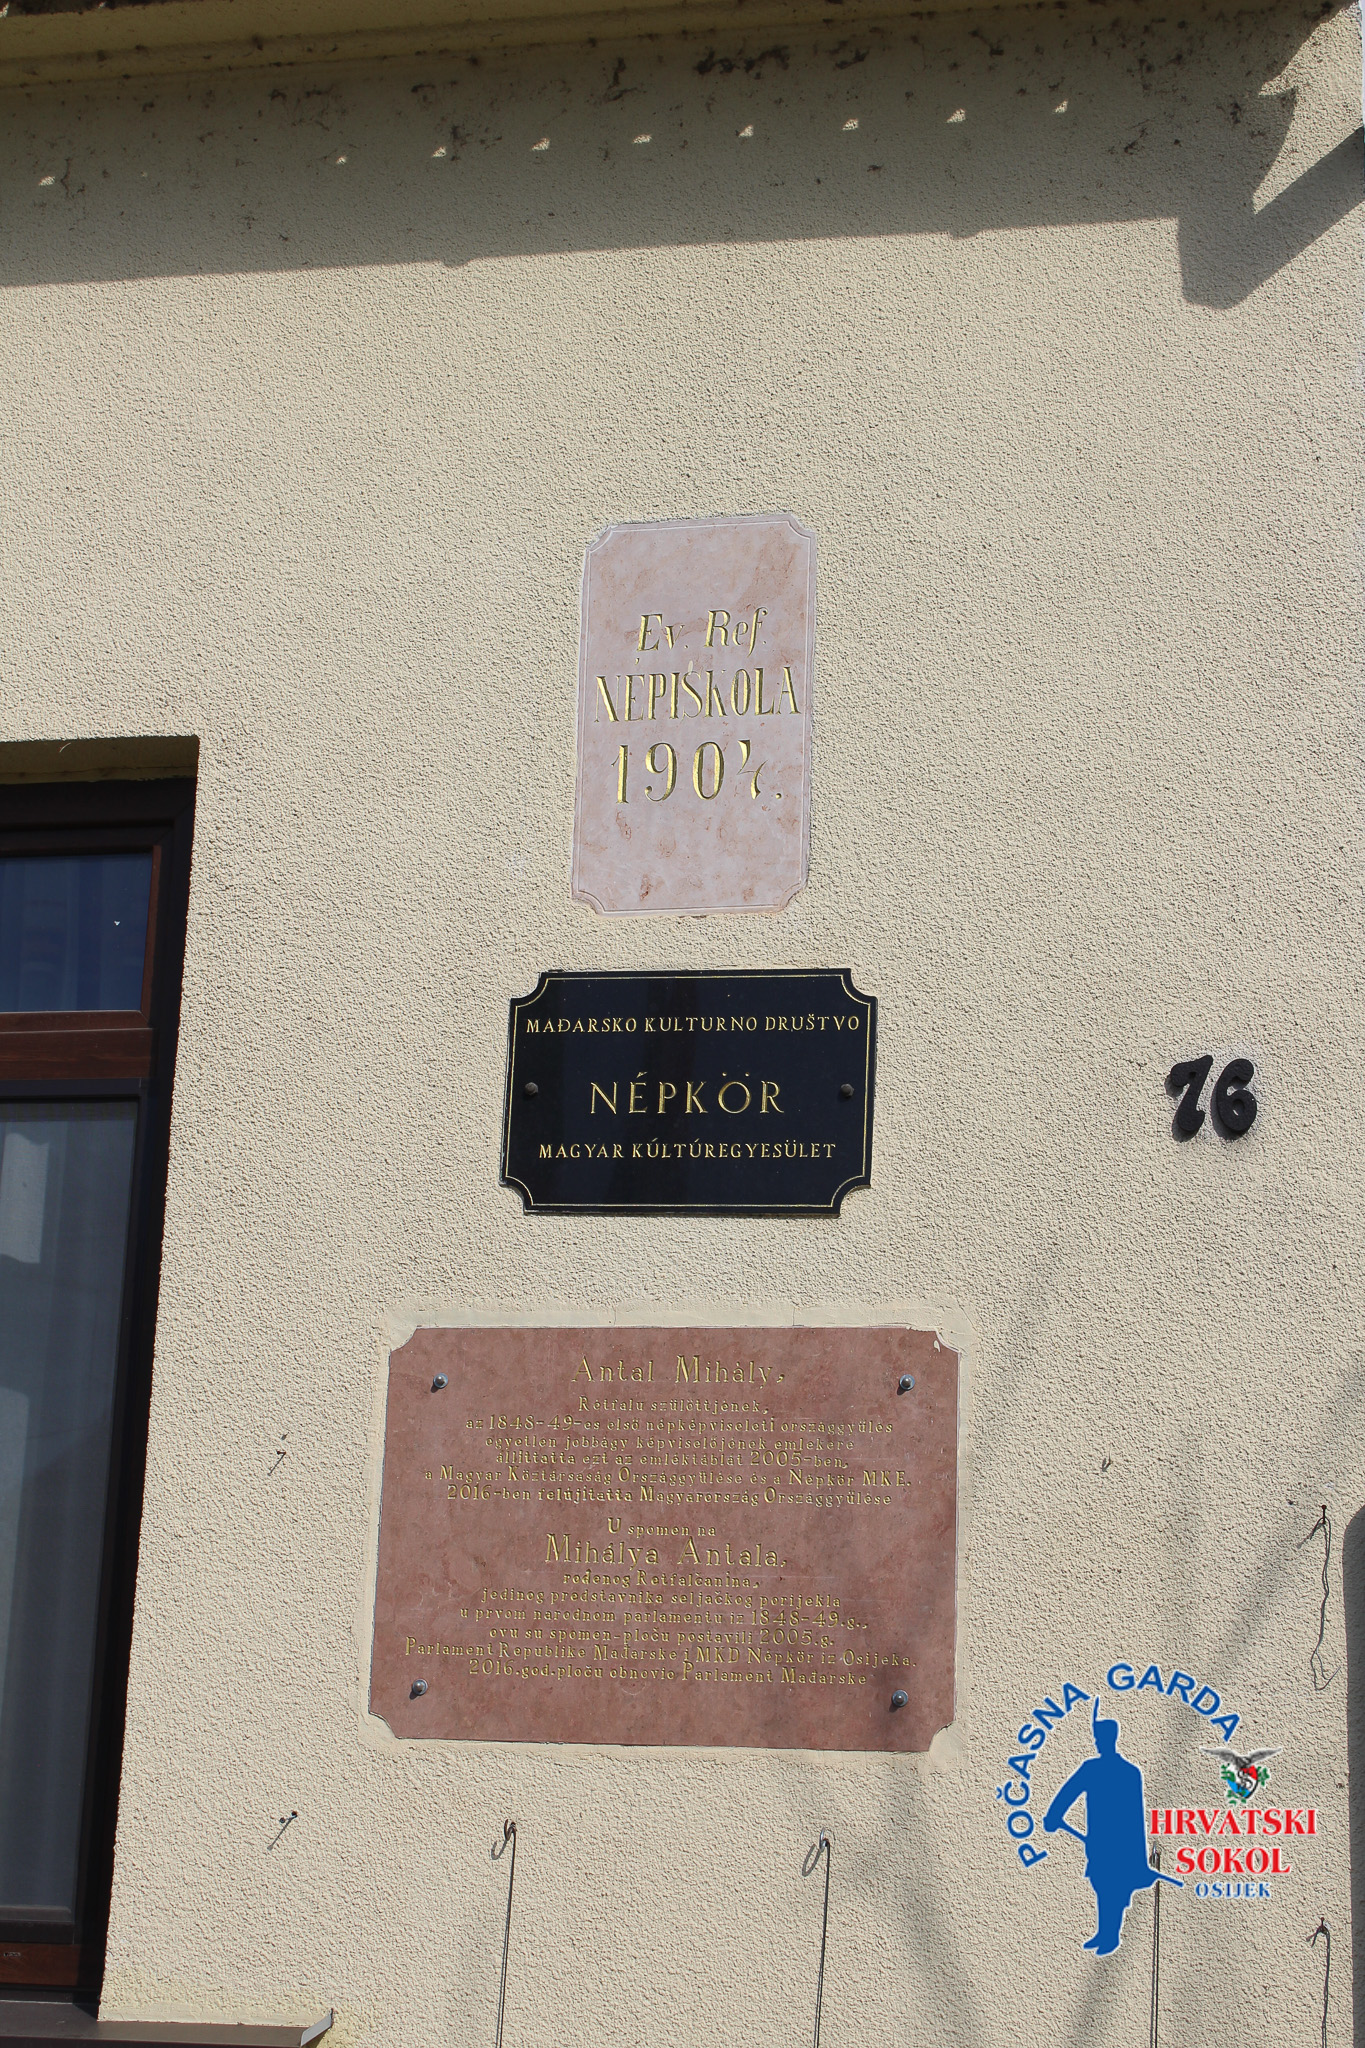 Ev. Ref.
NÉPISKOLA
1904.
MAĐARSKO KULTURNO DRUŠTVO
NÉPKÖR
MAGYAR KÚLTÚREGYESÜLET
76
Antal Mihály,
Rétfalu szülöttjének,
az 1848-49-es első népképviseleti országgyűlés
egyetlen jobbágy képviselőjének emlékére
állíttatta ezt az emléktáblát 2005-ben,
a Magyar Köztársaság Országgyűlése és a Népkör MKE.
2016-ben felújítatta Magyarország Országgyűlése
U spomen na
Mihálya Antala,
rođenog Retfalčanina,
jedinog predstavnika seljačkog porijekla
u prvom narodnom parlamentu iz 1848-49.g.,
ovu su spomen-ploču postavili 2005.g.
Parlament Republike Mađarske i MKD Népkör iz Osijeka.
2016.god.ploču obnovio Parlament Mađarske
POČASNA GARDA
HRVATSKI
SOKOL
OSIJEK